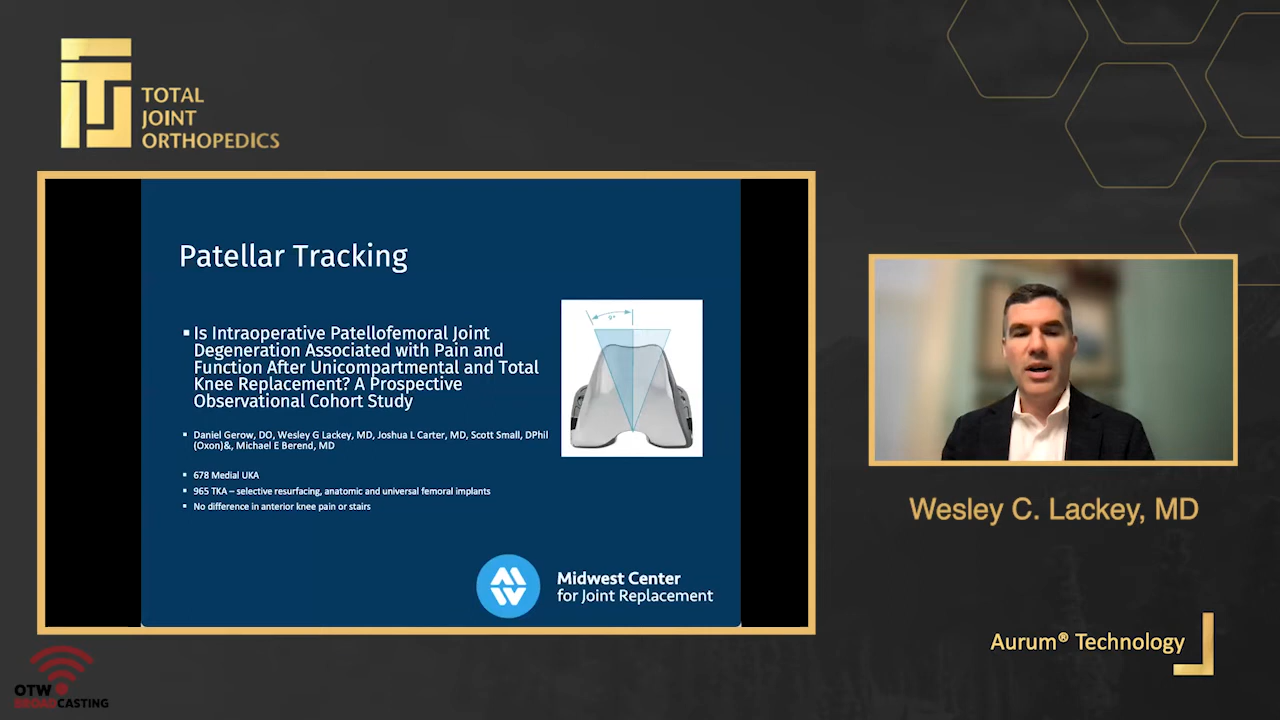 TOTAL
JOINT
ORTHOPEDICS
Patellar Tracking
Is Intraoperative Patellofemoral Joint
Degeneration Associated with Pain and
Function After Unicompartmental and Total
Knee Replacement? A Prospective
Observational Cohort Study
Daniel Gerow, DO, Wesley G Lackey, MD, Joshua L Carter, MD, Scott Small, DPhil
(Oxon)&, Michael E Berend, MD
678 Medial UKA
965 TKA – selective resurfacing, anatomic and universal femoral implants
No difference in anterior knee pain or stairs
Midwest Center
for Joint Replacement
Wesley C. Lackey, MD
Aurum® Technology
OTW
BROADCASTING